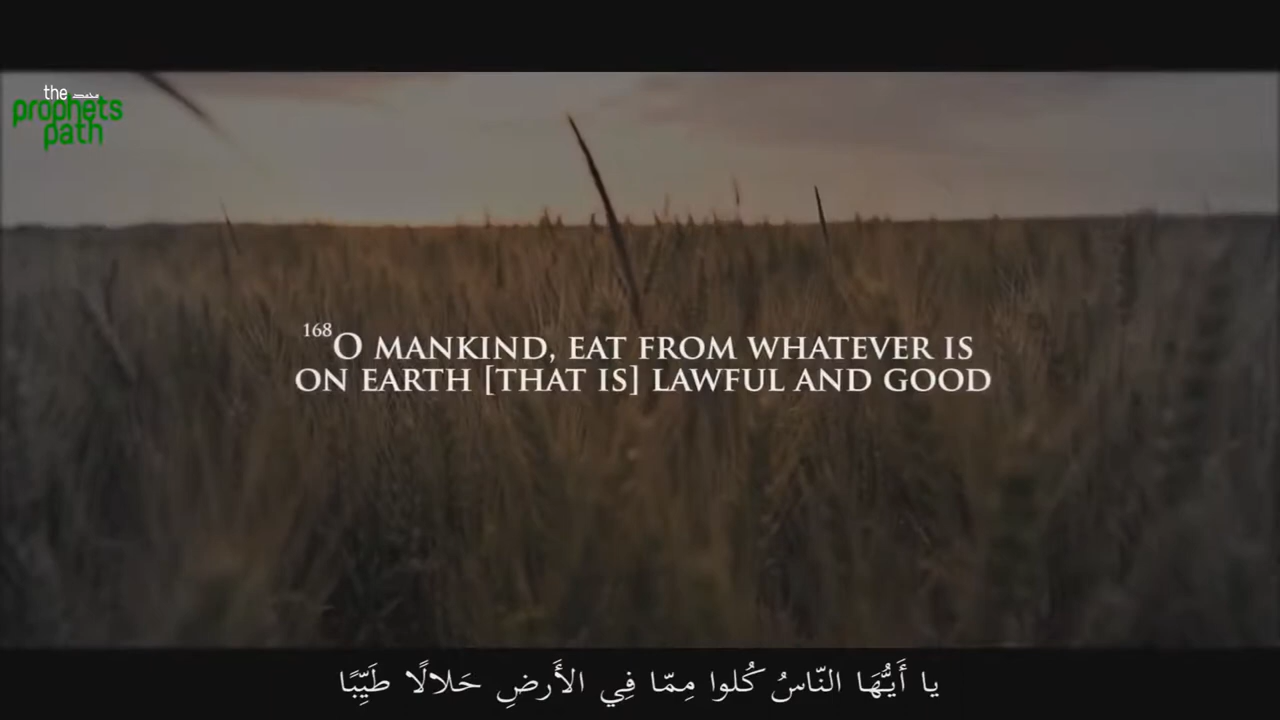 the
prophets
path
168 O MANKIND, EAT FROM WHATEVER IS
ON EARTH [THAT IS] LAWFUL AND GOOD
يا أَيُّهَا النّاسُ كُلوا مِمّا فِي الأَرضِ حَلالًا طَيِّبًا